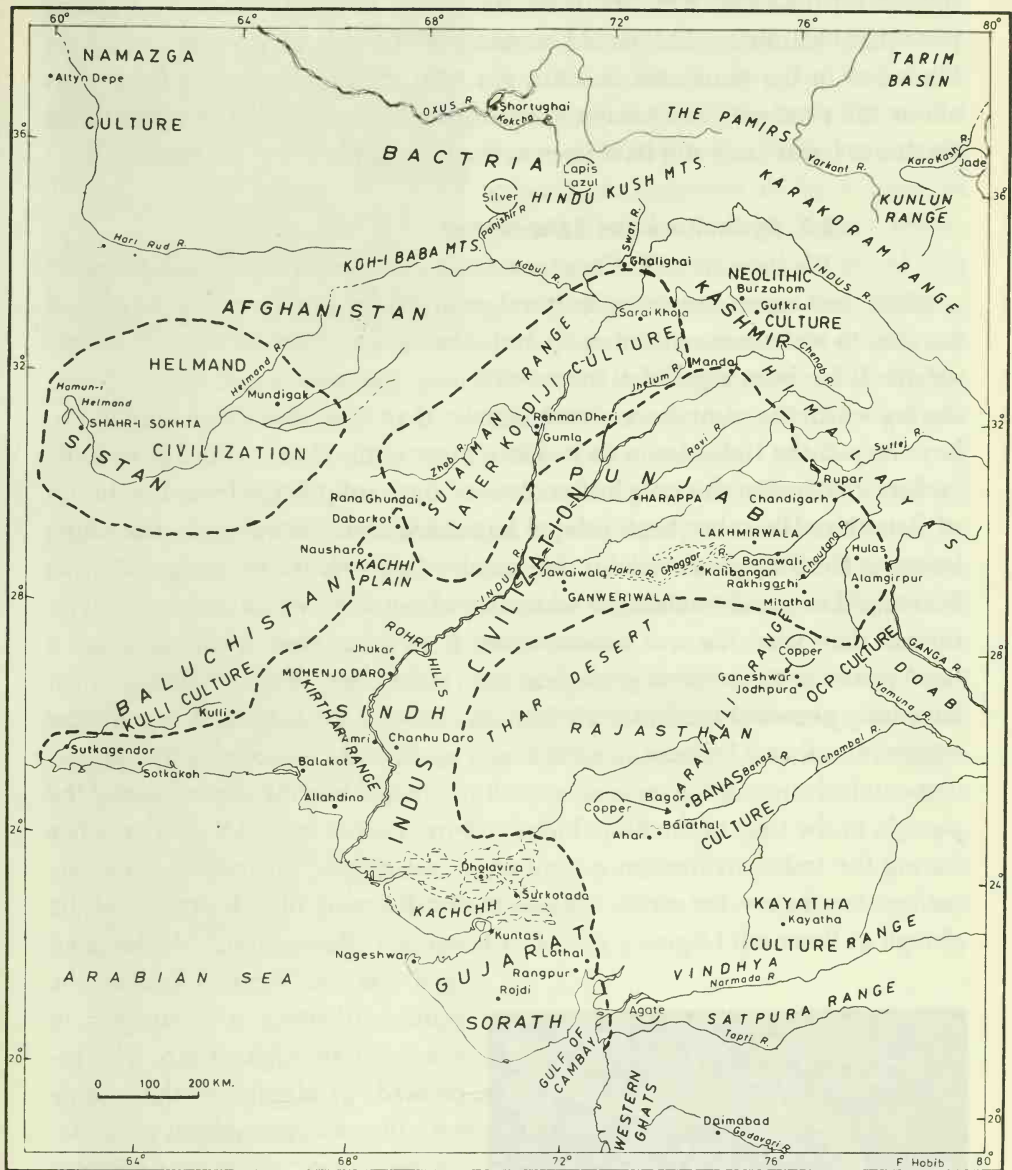 60° 64° 68° 72° 76° 80°
NAMAZGA
Altyn Depe
CULTURE
TARIM
BASIN
OXUS R.
Shortughai
Kokcha R.
THE PAMIRS
Yarkant R.
Kara Kash R.
Jade
36°
36°
BACTRIA
Lapis
Lazul
Silver
HINDU KUSH MTS.
Panjshir R
KARAKORAM RANGE
KUNLUN
RANGE
Hari Rud R.
KOH-I BABA MTS.
Kabul R.
Swat R.
Ghalighai
INDUS R.
NEOLITHIC
Burzahom
Gufkral
CULTURE
KASHMIR
AFGHANISTAN
Sarai Khola
32°
32°
HELMAND
Helmand R.
Hamun-i
Helmand
Mundigak
SHAHR-I SOKHTA
CIVILIZATION
SISTAN
SULAIMAN RANGE
LATER KOT DIJI CULTURE
Jhelum R.
Manda
Chenab R.
HIMALAYAS
Rehman Dheri
Gumla
Zhob R.
Ravi R.
Sutlej R.
PUNJAB
Rana Ghundai
Dabarkot
HARAPPA
Rupar
Chandigarh
Nausharo
KACHHI
PLAIN
INDUS R.
LAKHMIRWALA
Banawali
Chautang R.
Hulas
Jawaiwala
Hakra R.
Ghaggar R.
Kalibangan
Rakhigarhi
Alamgirpur
28°
28°
GANWERIWALA
Mitathal
BALUCHISTAN
KULLI CULTURE
Kulli
ROHRI
HILLS
Jhukar
MOHENJO DARO
INDUS CIVILIZATION
THAR DESERT
Copper
Ganeshwar
Jodhpura
OCP CULTURE
GANGA R.
DOAB
Yamuna R.
SINDH
KIRTHAR RANGE
RAJASTHAN
ARAVALLI RANGE
Sutkagendor
Sotkakoh
Amri
Chanhu Daro
Balakot
Allahdino
Bagor
BANAS
Banas R.
Chambal R.
Copper
Balathal
Ahar
CULTURE
24°
24°
Dholavira
Surkotada
KACHCHH
KAYATHA
Kayatha
CULTURE RANGE
Kuntasi
Nageshwar
GUJARAT
Lothal
Rangpur
Rojdi
ARABIAN SEA
VINDHYA
Narmada R.
SORATH
Agate
SATPURA RANGE
Tapti R.
20°
20°
GULF OF
CAMBAY
WESTERN
GHATS
0 100 200 KM.
Daimabad
Godavari R.
64° 68° 72° 76° 80°
F Habib